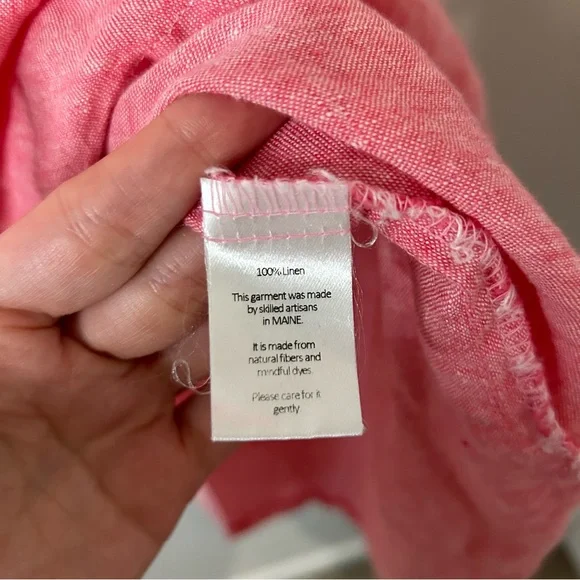 100% Linen
This garment was made
by skilled artisans
in MAINE.
It is made from
natural fibers and
mindful dyes.
Please care for it
gently